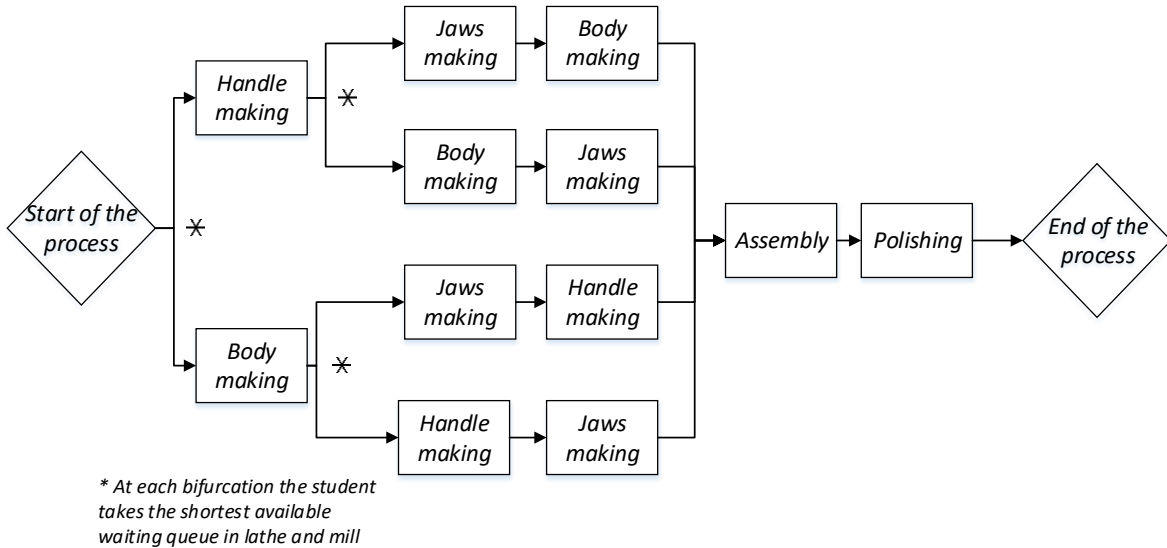 Jaws
making
Body
making
Handle
making
*
Body
making
Jaws
making
Start of the
process
*
Assembly
Polishing
End of the
process
Jaws
making
Handle
making
Body
making
*
Handle
making
Jaws
making
* At each bifurcation the student
takes the shortest available
waiting queue in lathe and mill